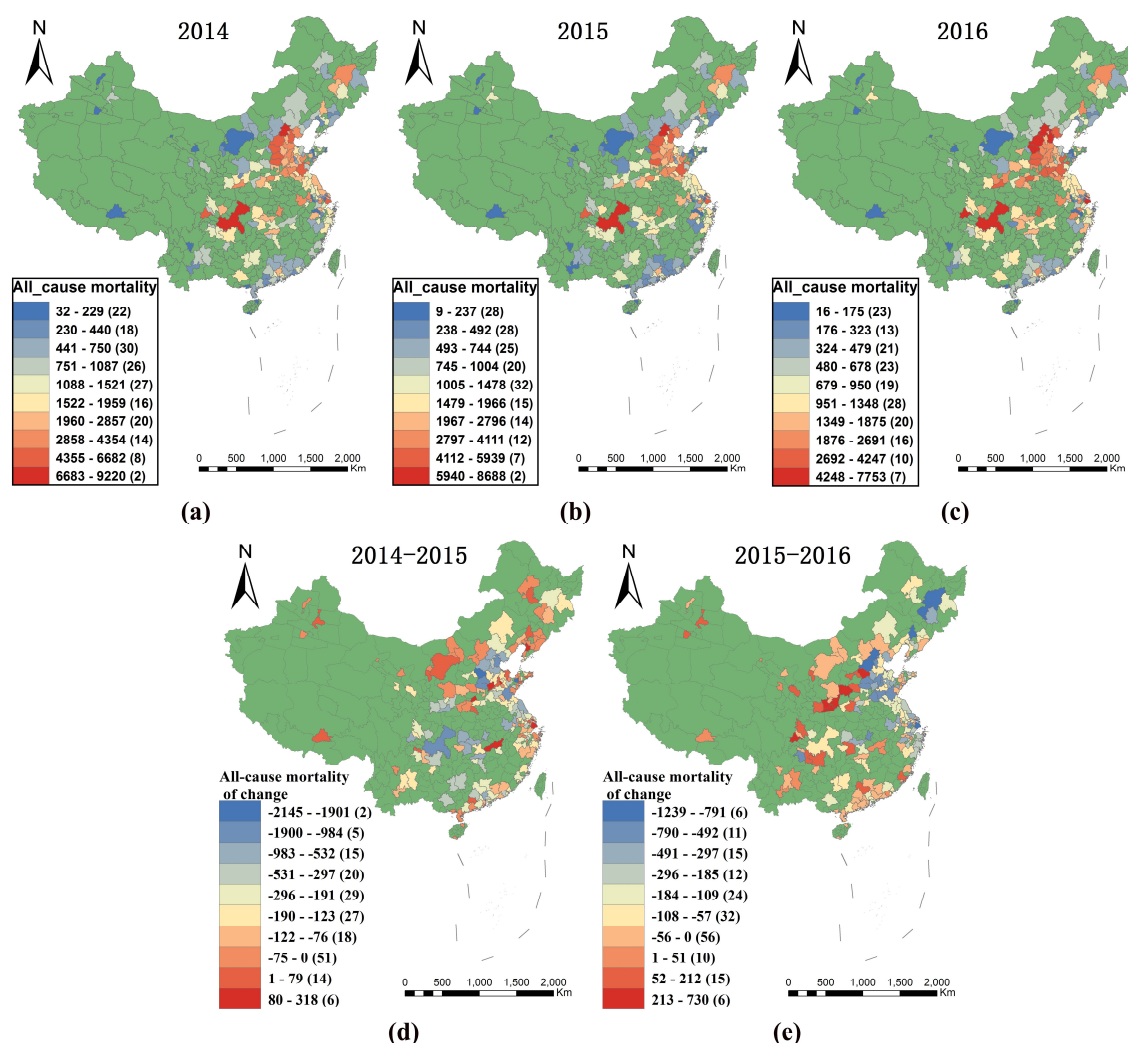 N
2014
All_cause mortality
32 - 229 (22)
230 - 440 (18)
441 - 750 (30)
751 - 1087 (26)
1088 - 1521 (27)
1522 - 1959 (16)
1960 - 2857 (20)
2858 - 4354 (14)
4355 - 6682 (8)
6683 - 9220 (2)
0 500 1,000 1,500 2,000
Km
(a)
N
2015
All_cause mortality
9 - 237 (28)
238 - 492 (28)
493 - 744 (25)
745 - 1004 (20)
1005 - 1478 (32)
1479 - 1966 (15)
1967 - 2796 (14)
2797 - 4111 (12)
4112 - 5939 (7)
5940 - 8688 (2)
0 500 1,000 1,500 2,000
Km
(b)
N
2016
All_cause mortality
16 - 175 (23)
176 - 323 (13)
324 - 479 (21)
480 - 678 (23)
679 - 950 (19)
951 - 1348 (28)
1349 - 1875 (20)
1876 - 2691 (16)
2692 - 4247 (10)
4248 - 7753 (7)
0 500 1,000 1,500 2,000
Km
(c)
N
2014-2015
All-cause mortality
of change
-2145 - -1901 (2)
-1900 - -984 (5)
-983 - -532 (15)
-531 - -297 (20)
-296 - -191 (29)
-190 - -123 (27)
-122 - -76 (18)
-75 - 0 (51)
1 - 79 (14)
80 - 318 (6)
0 500 1,000 1,500 2,000
Km
(d)
N
2015-2016
All-cause mortality
of change
-1239 - -791 (6)
-790 - -492 (11)
-491 - -297 (15)
-296 - -185 (12)
-184 - -109 (24)
-108 - -57 (32)
-56 - 0 (56)
1 - 51 (10)
52 - 212 (15)
213 - 730 (6)
0 500 1,000 1,500 2,000
Km
(e)